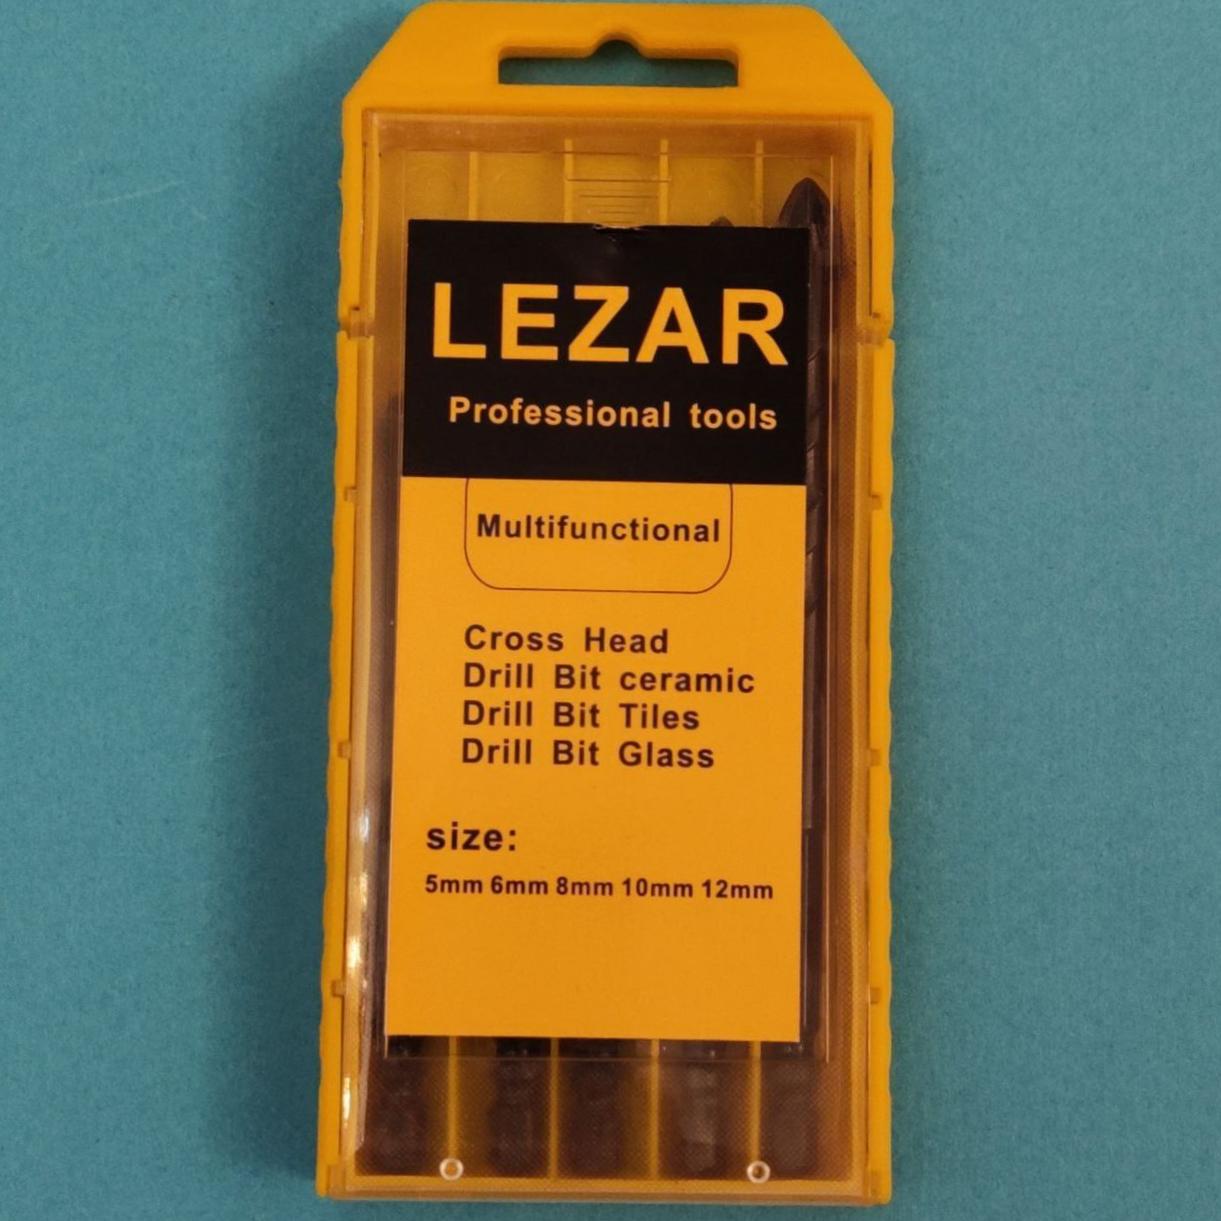 LEZAR
Professional tools
Multifunctional
Cross Head
Drill Bit ceramic
Drill Bit Tiles
Drill Bit Glass
size:
5mm 6mm 8mm 10mm 12mm